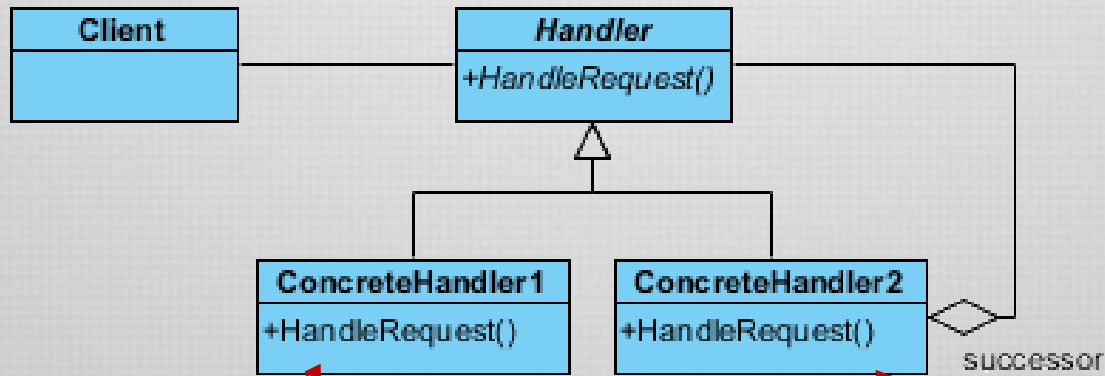 Client
Handler
+HandleRequest()
ConcreteHandler1
+HandleRequest()
ConcreteHandler2
+HandleRequest()
successor